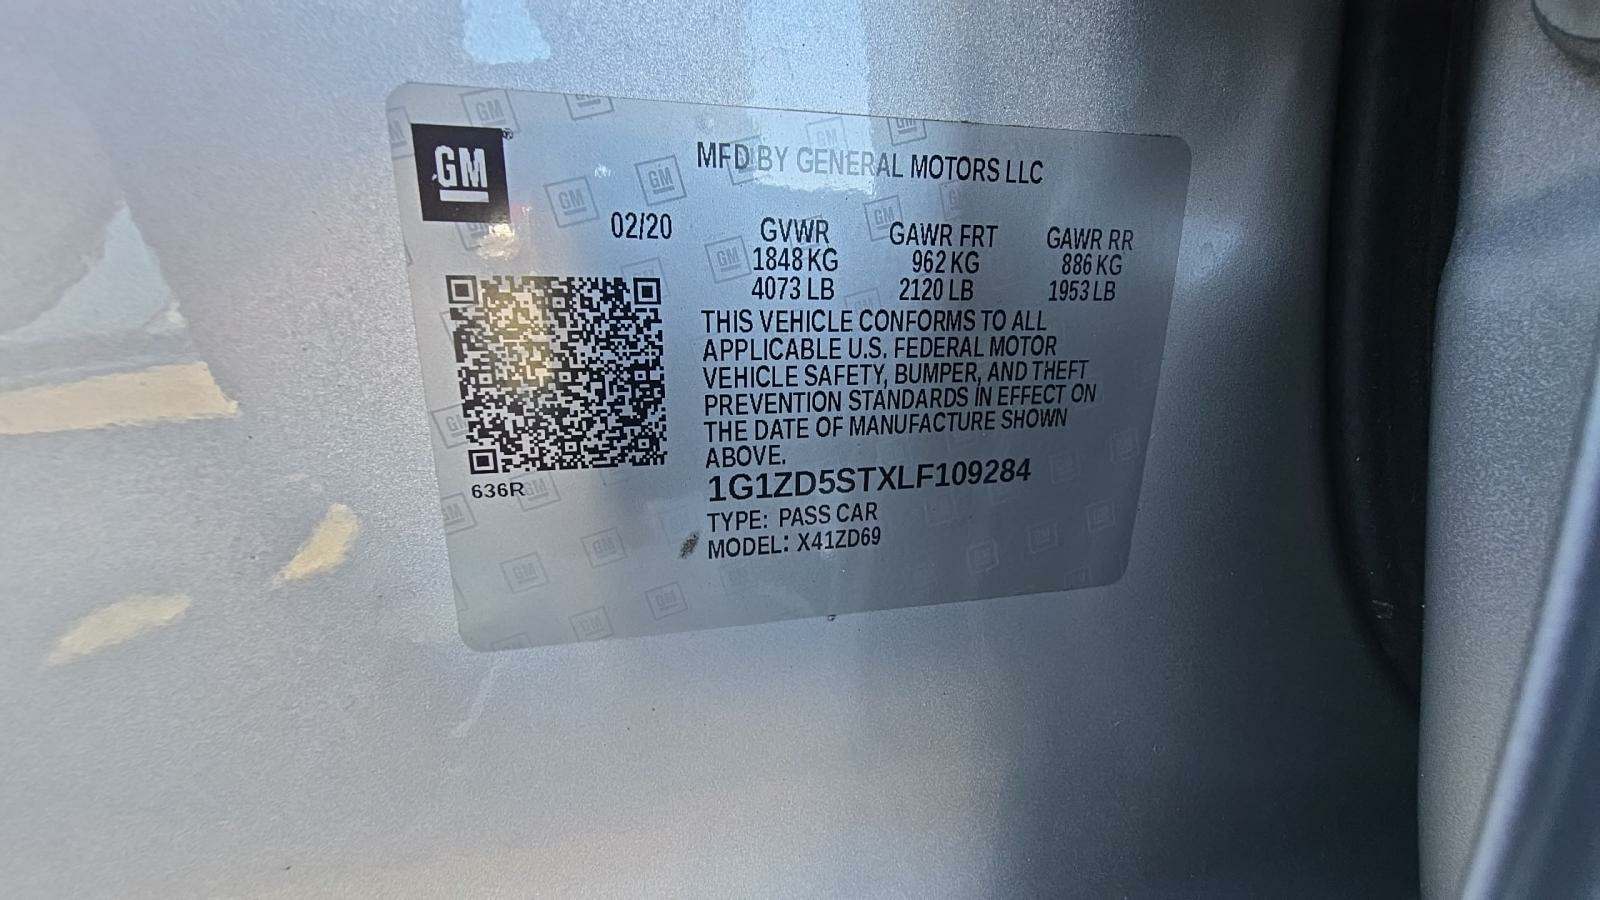 GM
MFD BY GENERAL MOTORS LLC
02/20 GVWR GAWR FRT GAWR RR
1848 KG 962 KG 886 KG
4073 LB 2120 LB 1953 LB
THIS VEHICLE CONFORMS TO ALL
APPLICABLE U.S. FEDERAL MOTOR
VEHICLE SAFETY, BUMPER, AND THEFT
PREVENTION STANDARDS IN EFFECT ON
THE DATE OF MANUFACTURE SHOWN
ABOVE.
636R
1G1ZD5STXLF109284
TYPE: PASS CAR
MODEL: X41ZD69